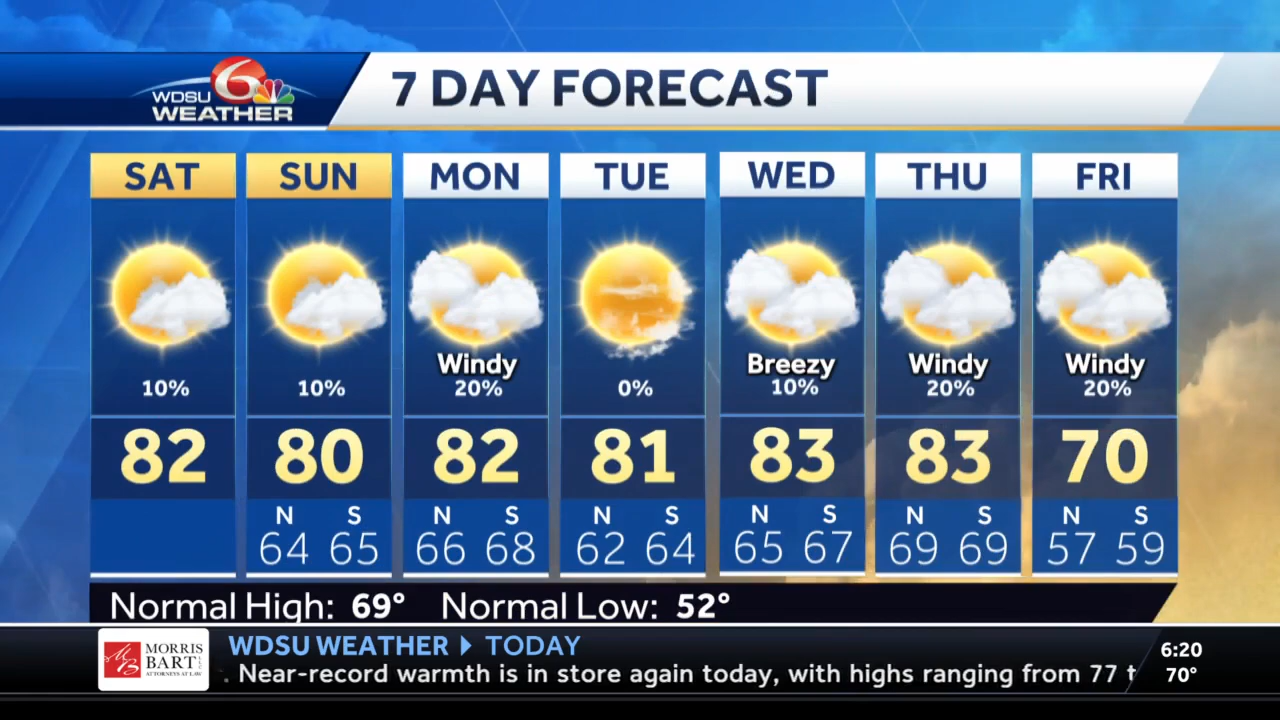 WDSU 6
WEATHER
7 DAY FORECAST
SAT SUN MON TUE WED THU FRI
Windy Breezy Windy Windy
10% 10% 20% 0% 10% 20% 20%
82 80 82 81 83 83 70
N S N S N S N S N S N S
64 65 66 68 62 64 65 67 69 69 57 59
Normal High: 69° Normal Low: 52°
MORRIS
BART
ATTORNEYS AT LAW
WDSU WEATHER TODAY
. Near-record warmth is in store again today, with highs ranging from 77 t
6:20
70°